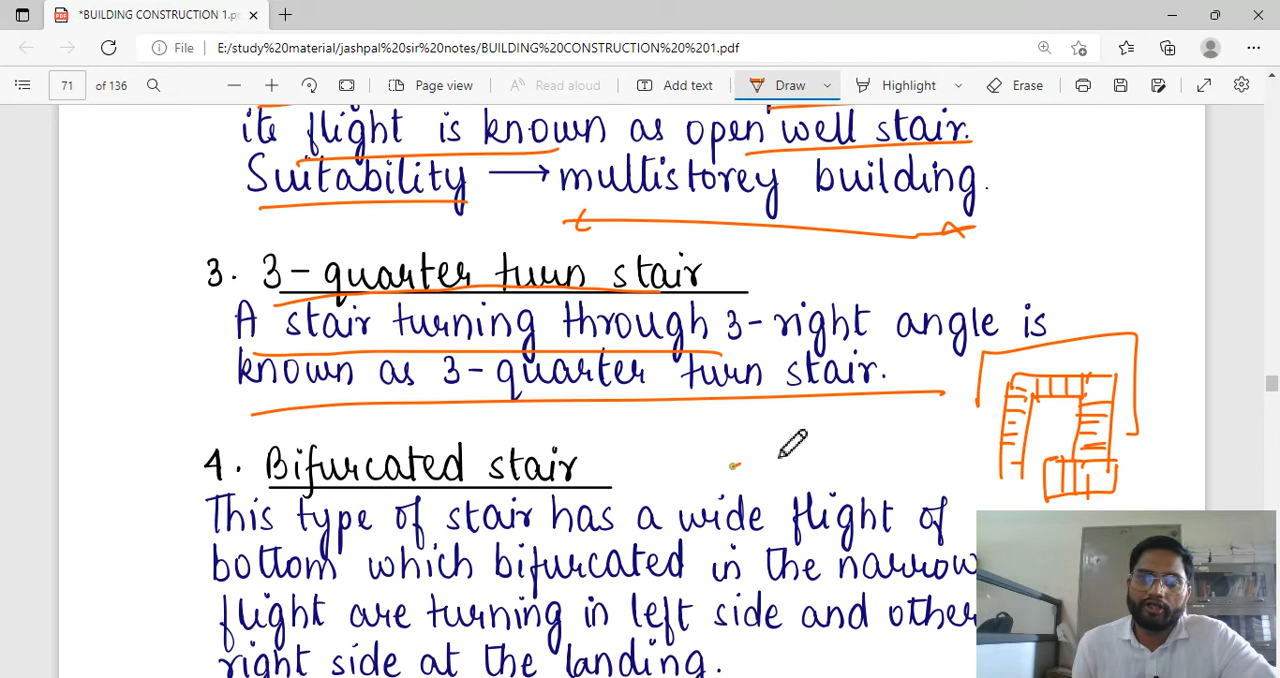 *BUILDING CONSTRUCTION 1.p
File E:/study%20material/jashpal%20sir%20notes/BUILDING%20CONSTRUCTION%20%201.pdf
71 of 136 Page view Read aloud Add text Draw Highlight Erase
its flight is known as open well stair.
Suitability → multistorey building.
3. 3-quarter turn stair
A stair turning through 3-right angle is
known as 3-quarter turn stair.
4. Bifurcated stair
This type of stair has a wide flight of
bottom which bifurcated in the narrow
flight are turning in left side and other
right side at the landing.